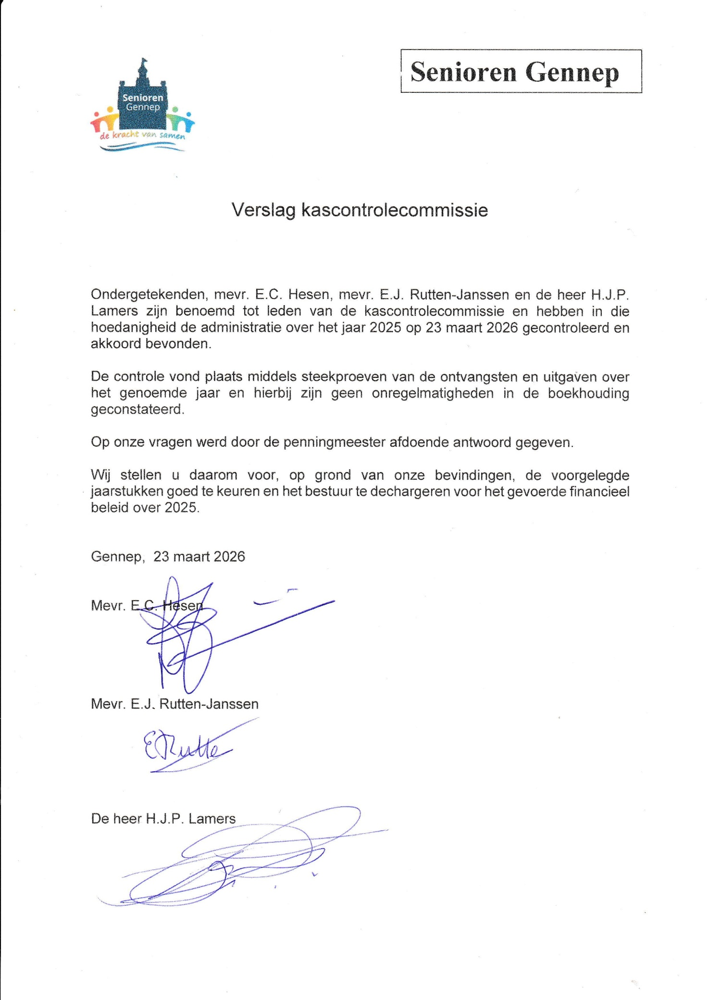 Senioren Gennep
Senioren
Gennep
de kracht van samen
Verslag kascontrolecommissie
Ondergetekenden, mevr. E.C. Hesen, mevr. E.J. Rutten-Janssen en de heer H.J.P.
Lamers zijn benoemd tot leden van de kascontrolecommissie en hebben in die
hoedanigheid de administratie over het jaar 2025 op 23 maart 2026 gecontroleerd en
akkoord bevonden.
De controle vond plaats middels steekproeven van de ontvangsten en uitgaven over
het genoemde jaar en hierbij zijn geen onregelmatigheden in de boekhouding
geconstateerd.
Op onze vragen werd door de penningmeester afdoende antwoord gegeven.
Wij stellen u daarom voor, op grond van onze bevindingen, de voorgelegde
jaarstukken goed te keuren en het bestuur te dechargeren voor het gevoerde financieel
beleid over 2025.
Gennep, 23 maart 2026
Mevr. E.C. Hesen
Mevr. E.J. Rutten-Janssen
De heer H.J.P. Lamers